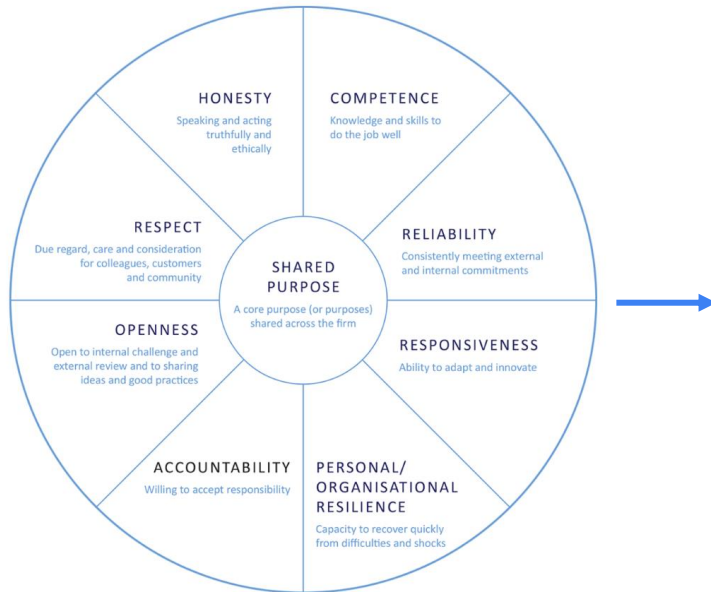 HONESTY
Speaking and acting
truthfully and
ethically
COMPETENCE
Knowledge and skills to
do the job well
RESPECT
Due regard, care and consideration
for colleagues, customers
and community
RELIABILITY
Consistently meeting external
and internal commitments
SHARED
PURPOSE
A core purpose (or purposes)
shared across the firm
OPENNESS
Open to internal challenge and
external review and to sharing
ideas and good practices
RESPONSIVENESS
Ability to adapt and innovate
ACCOUNTABILITY
Willing to accept responsibility
PERSONAL/
ORGANISATIONAL
RESILIENCE
Capacity to recover quickly
from difficulties and shocks